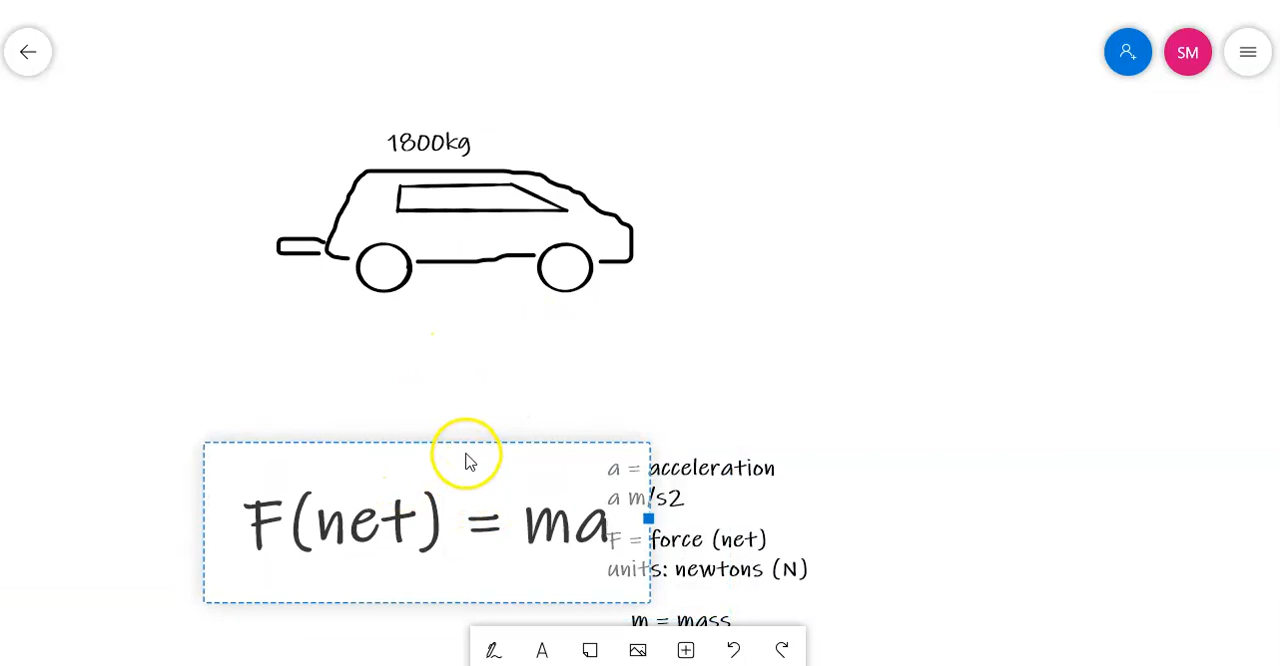 SM
1800kg
F(net) = ma
a = acceleration
a m/s2
F = force (net)
units: newtons (N)
m = mass